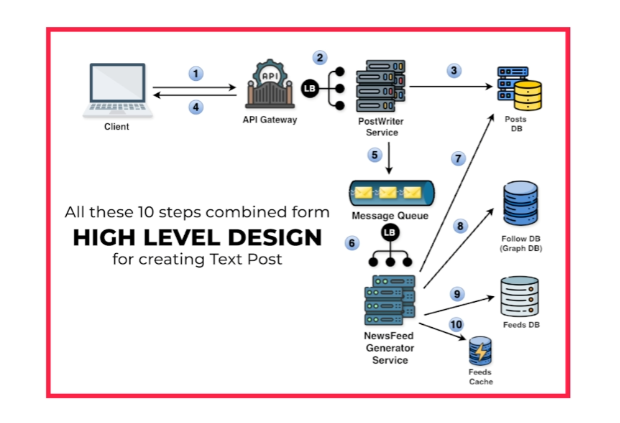 1
2
3
4
API
LB
Client
API Gateway
PostWriter
Service
Posts
DB
5
7
Message Queue
All these 10 steps combined form
HIGH LEVEL DESIGN
for creating Text Post
6
LB
8
Follow DB
(Graph DB)
9
Feeds DB
10
NewsFeed
Generator
Service
Feeds
Cache